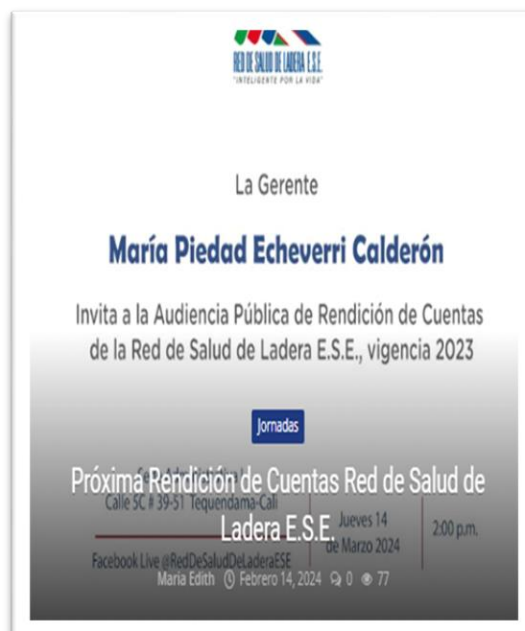 RED DE SALUD DE LADERA E.S.E.
"INTELIGENTE POR LA VIDA"
La Gerente
María Piedad Echeverri Calderón
Invita a la Audiencia Pública de Rendición de Cuentas
de la Red de Salud de Ladera E.S.E., vigencia 2023
Jornadas
Próxima Rendición de Cuentas Red de Salud de
Ladera E.S.E.
Calle 5C # 39-51 Tequendama-Cali
Jueves 14
de Marzo 2024
2:00 p.m.
Facebook Live @RedDeSaludDeLaderaESE
Maria Edith Febrero 14, 2024 0 77